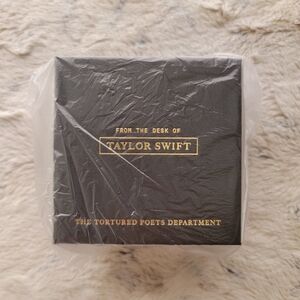 FROM THE DESK OF
TAYLOR SWIFT
THE TORTURED POETS DEPARTMENT